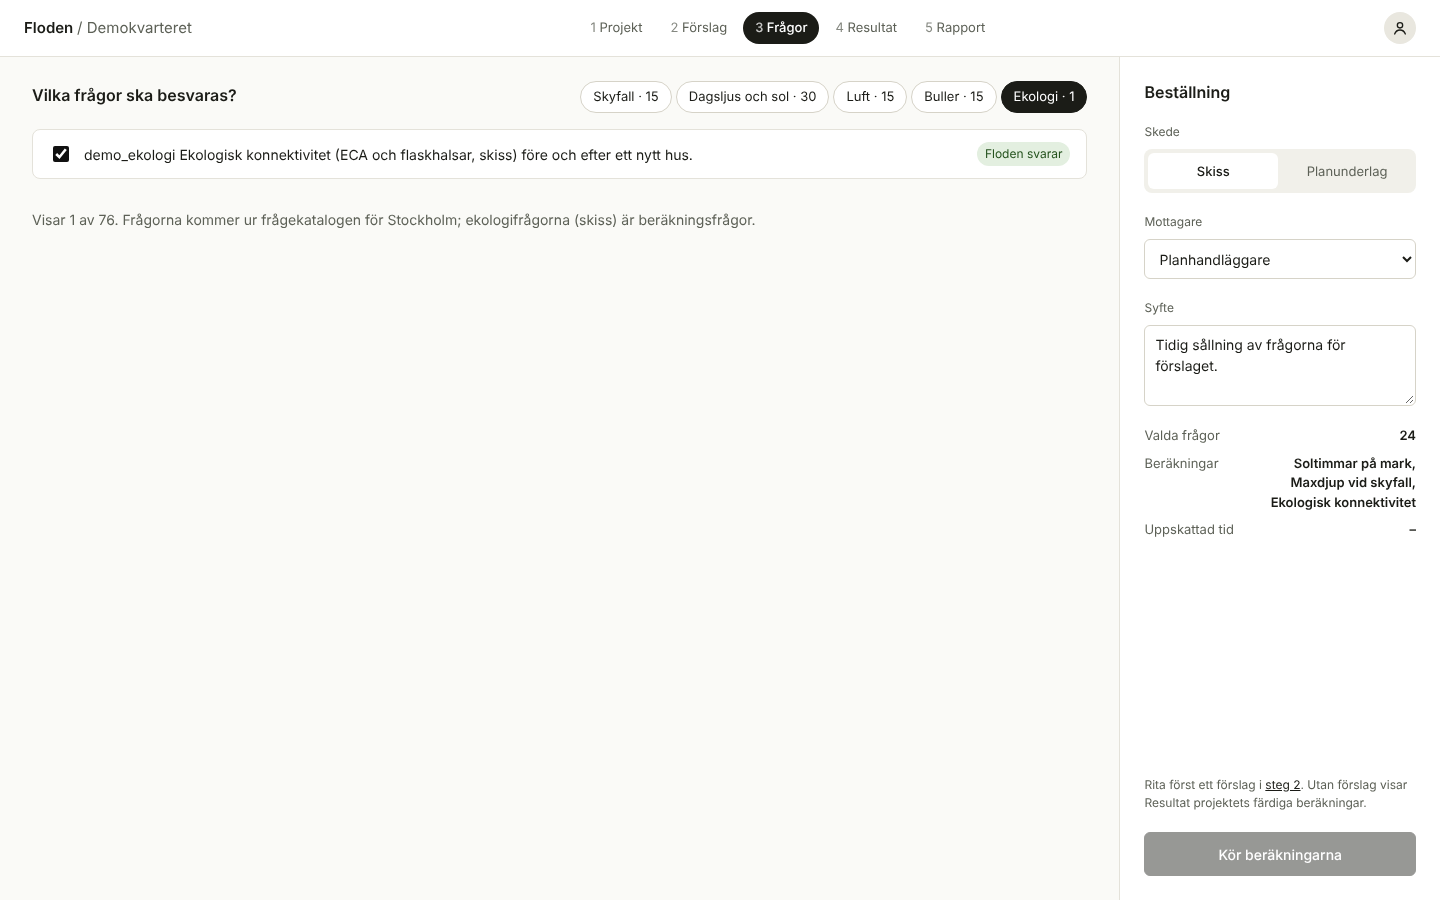 Floden / Demokvarteret
1 Projekt
2 Förslag
3 Frågor
4 Resultat
5 Rapport
Vilka frågor ska besvaras?
Skyfall · 15
Dagsljus och sol · 30
Luft · 15
Buller · 15
Ekologi · 1
demo_ekologi Ekologisk konnektivitet (ECA och flaskhalsar, skiss) före och efter ett nytt hus.
Floden svarar
Visar 1 av 76. Frågorna kommer ur frågekatalogen för Stockholm; ekologifrågorna (skiss) är beräkningsfrågor.
Beställning
Skede
Skiss
Planunderlag
Mottagare
Planhandläggare
Syfte
Tidig sållning av frågorna för
förslaget.
Valda frågor 24
Beräkningar Soltimmar på mark,
Maxdjup vid skyfall,
Ekologisk konnektivitet
Uppskattad tid –
Rita först ett förslag i steg 2. Utan förslag visar
Resultat projektets färdiga beräkningar.
Kör beräkningarna